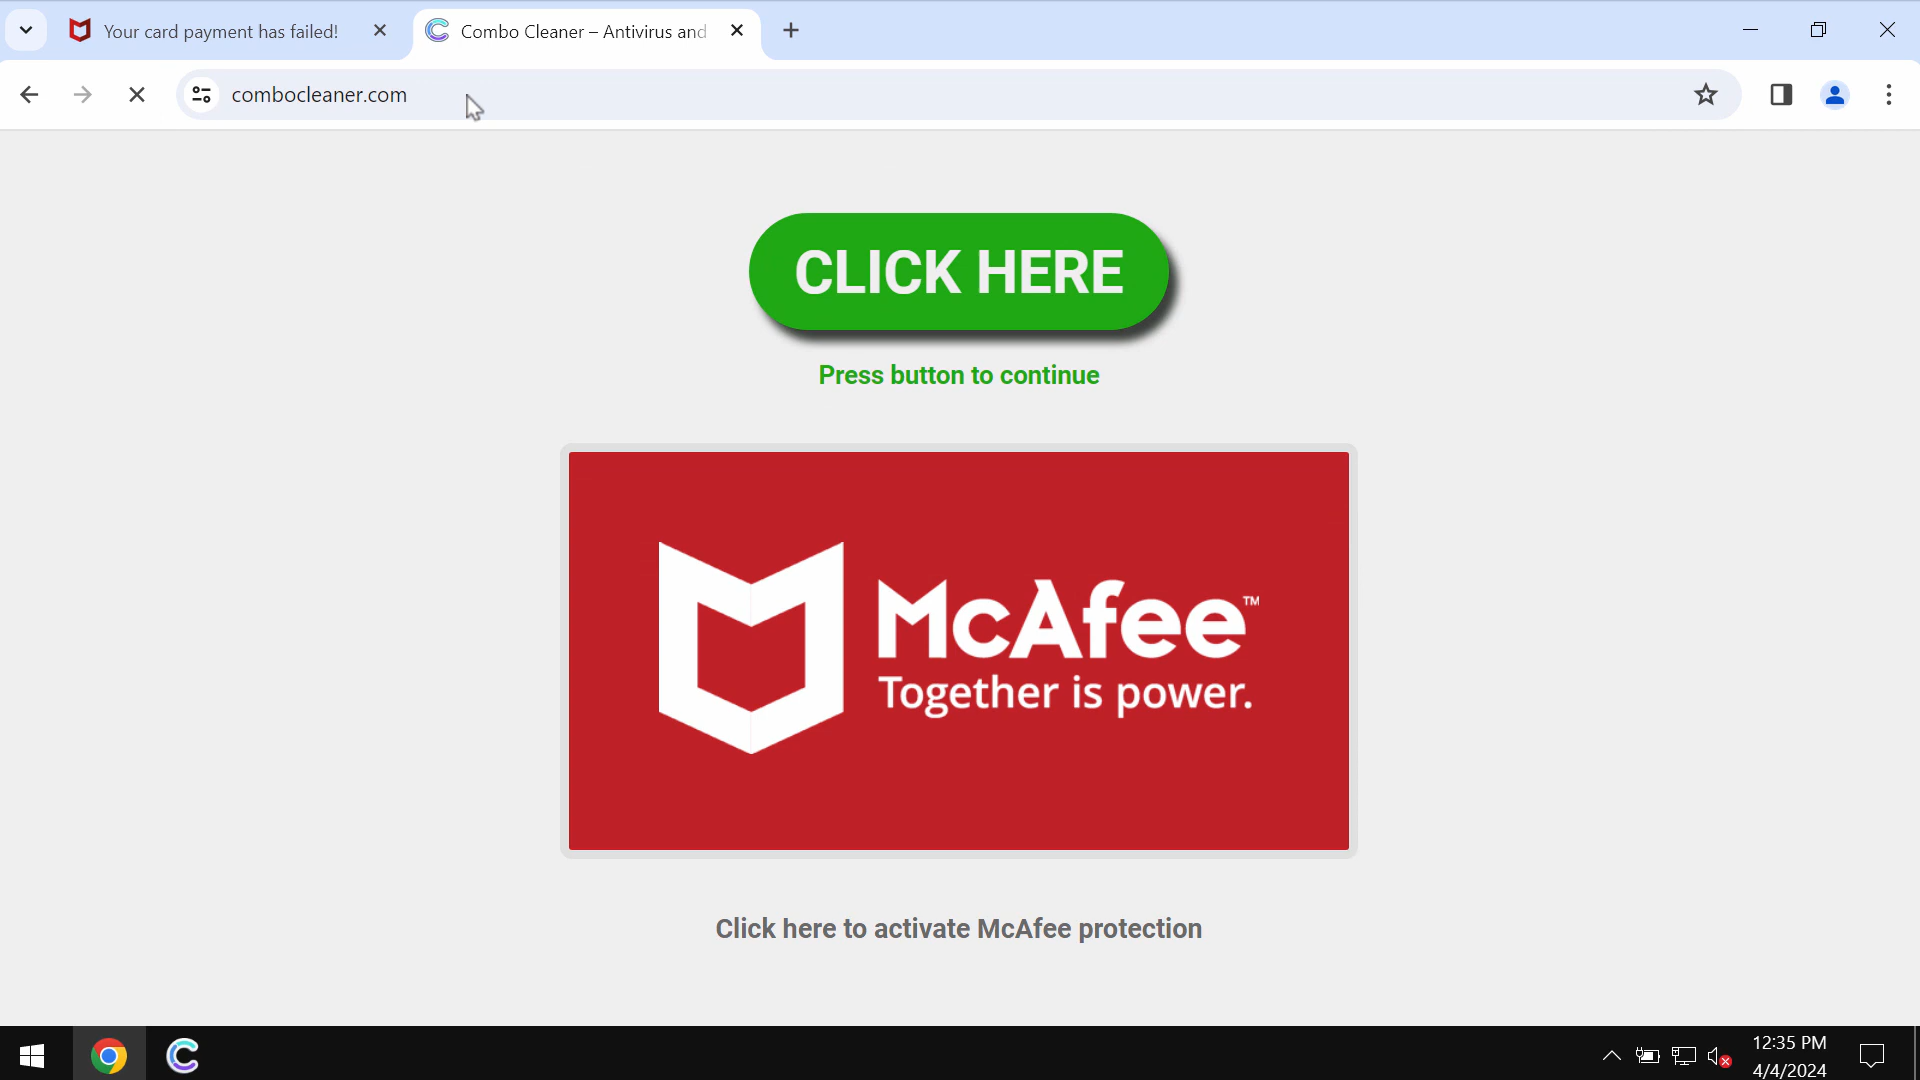 Your card payment has failed!
Combo Cleaner – Antivirus and
combocleaner.com
CLICK HERE
Press button to continue
McAfee™
Together is power.
Click here to activate McAfee protection
12:35 PM
4/4/2024